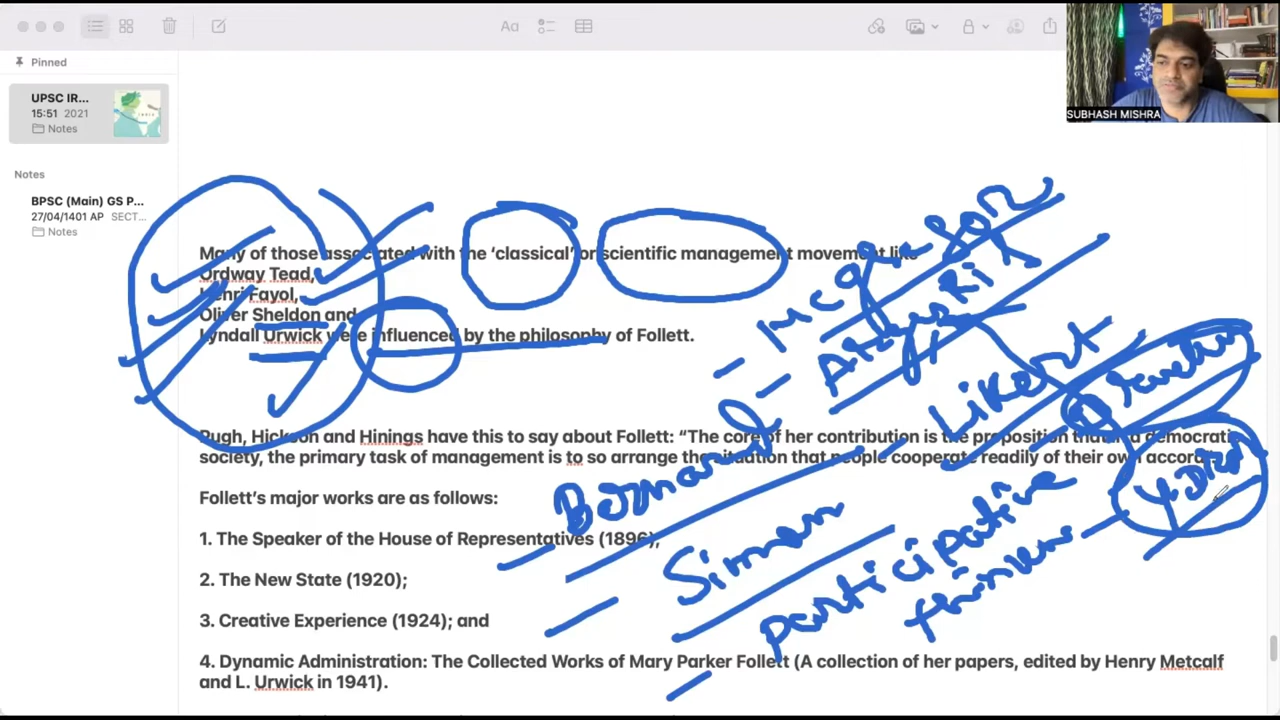 Aa
Pinned
UPSC IR...
15:51 2021
Notes
Notes
BPSC (Main) GS P...
27/04/1401 AP SECT...
Notes
SUBHASH MISHRA
Many of those associated with the ‘classical’ or scientific management movement like
Ordway Tead,
Henri Fayol,
Oliver Sheldon and
Lyndall Urwick were influenced by the philosophy of Follett.
Pugh, Hickson and Hinings have this to say about Follett: “The core of her contribution is the proposition that in a democratic
society, the primary task of management is to so arrange the situation that people cooperate readily of their own accord
Follett’s major works are as follows:
1. The Speaker of the House of Representatives (1896);
2. The New State (1920);
3. Creative Experience (1924); and
4. Dynamic Administration: The Collected Works of Mary Parker Follett (A collection of her papers, edited by Henry Metcalf
and L. Urwick in 1941).
- McGregor
- Argyris
- Likert
- Bernard
- Simon
- participative
thinkers